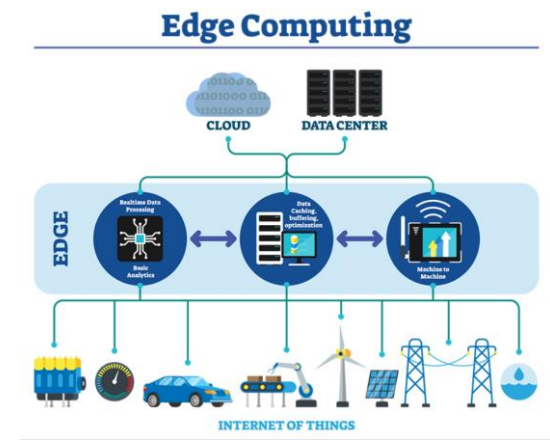 Edge Computing
CLOUD
DATA CENTER
EDGE
Realtime Data
Procesing
Basic
Analytics
Data
Caching,
buffering,
optimization
Machine to
Machine
INTERNET OF THINGS